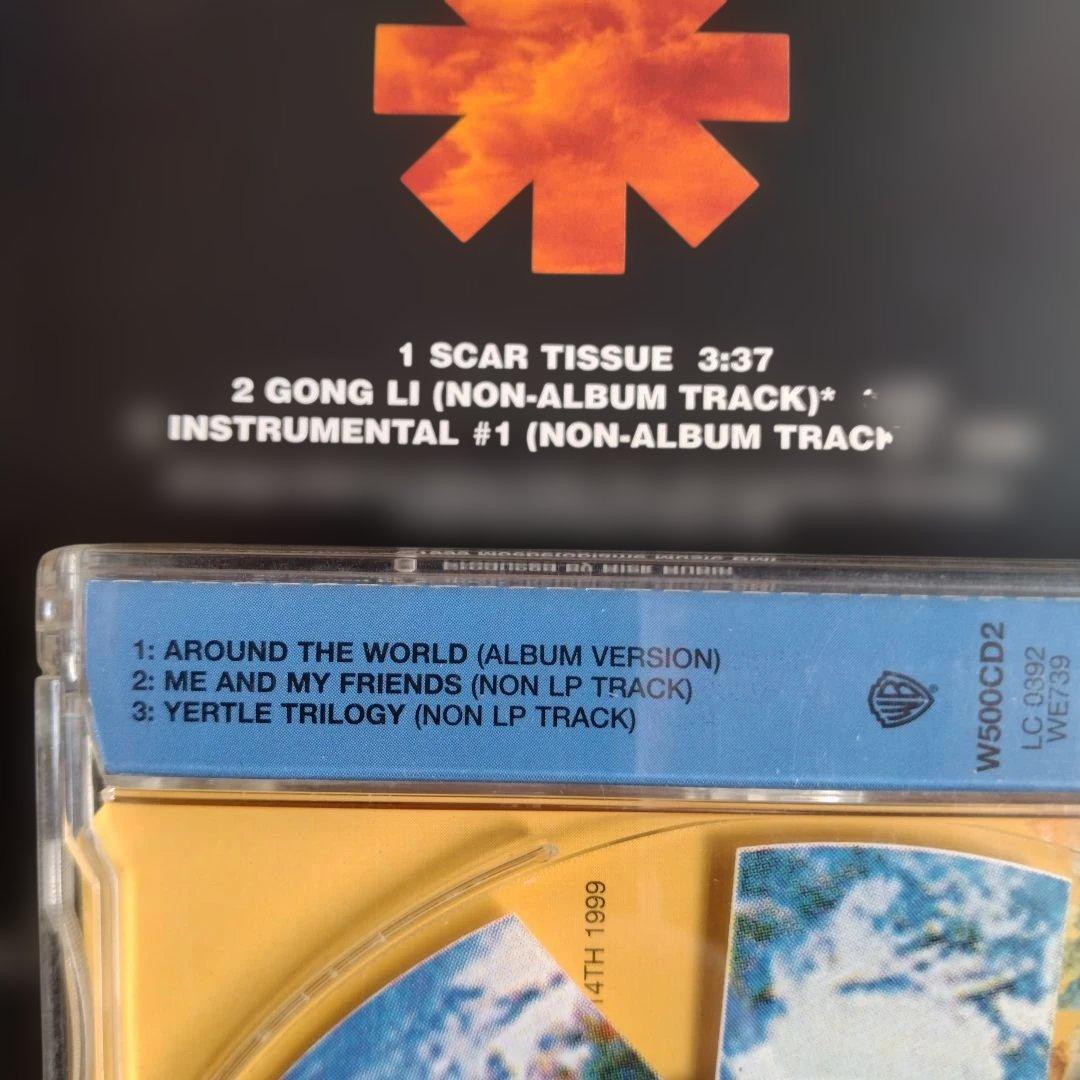 1 SCAR TISSUE 3:37
2 GONG LI (NON-ALBUM TRACK)*
INSTRUMENTAL #1 (NON-ALBUM
1: AROUND THE WORLD (ALBUM VERSION)
2: ME AND MY FRIENDS (NON LP TRACK)
3: YERTLE TRILOGY (NON LP TRACK)
WB
W500CD2
LC 0392
WE739
14TH 1999